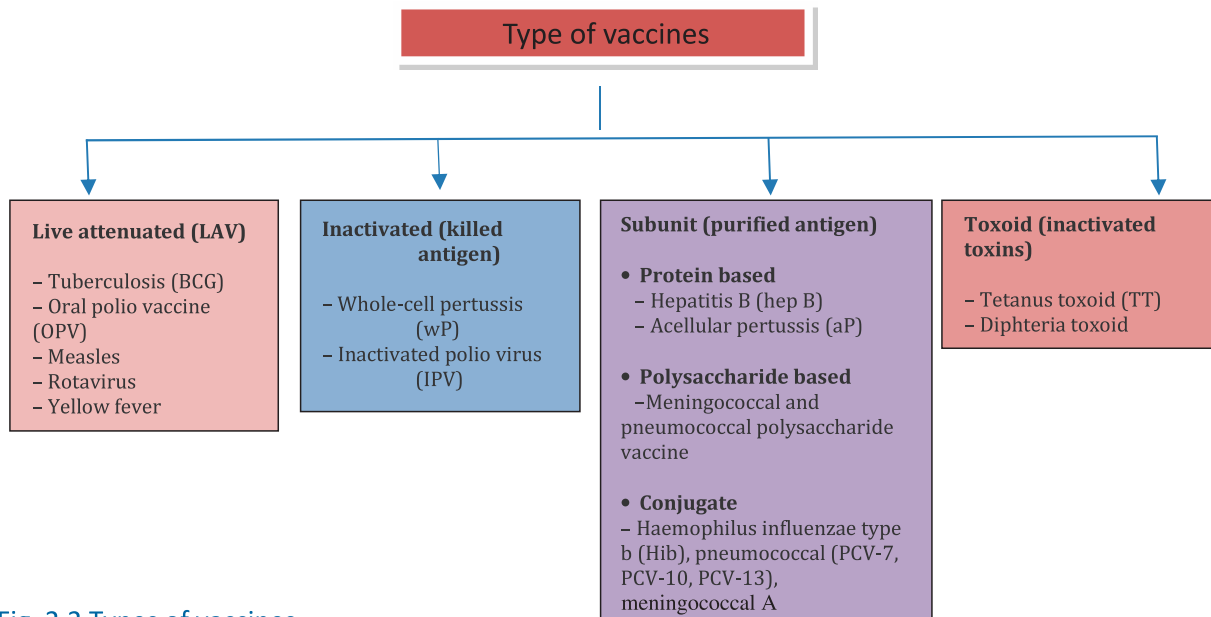 Type of vaccines
Live attenuated (LAV)
– Tuberculosis (BCG)
– Oral polio vaccine
(OPV)
– Measles
– Rotavirus
– Yellow fever
Inactivated (killed
antigen)
– Whole-cell pertussis
(wP)
– Inactivated polio virus
(IPV)
Subunit (purified antigen)
• Protein based
– Hepatitis B (hep B)
– Acellular pertussis (aP)
• Polysaccharide based
–Meningococcal and
pneumococcal polysaccharide
vaccine
• Conjugate
– Haemophilus influenzae type
b (Hib), pneumococcal (PCV-7,
PCV-10, PCV-13),
meningococcal A
Toxoid (inactivated
toxins)
– Tetanus toxoid (TT)
– Diphteria toxoid
Types of vaccines